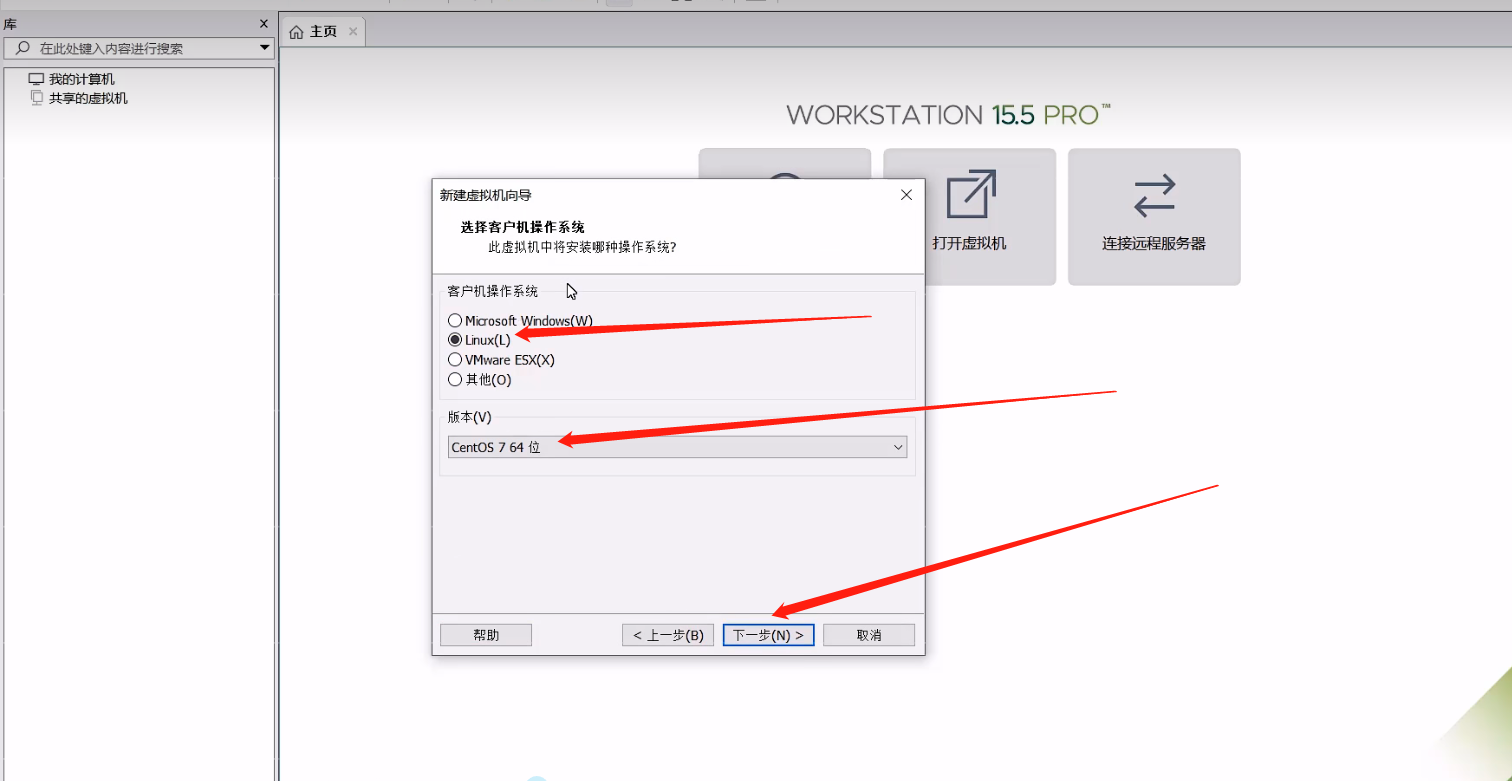 库
在此处键入内容进行搜索
我的计算机
共享的虚拟机
主页
WORKSTATION 15.5 PRO™
打开虚拟机
连接远程服务器
新建虚拟机向导
选择客户机操作系统
此虚拟机中将安装哪种操作系统?
客户机操作系统
Microsoft Windows(W)
Linux(L)
VMware ESX(X)
其他(O)
版本(V)
CentOS 7 64 位
帮助
< 上一步(B)
下一步(N) >
取消